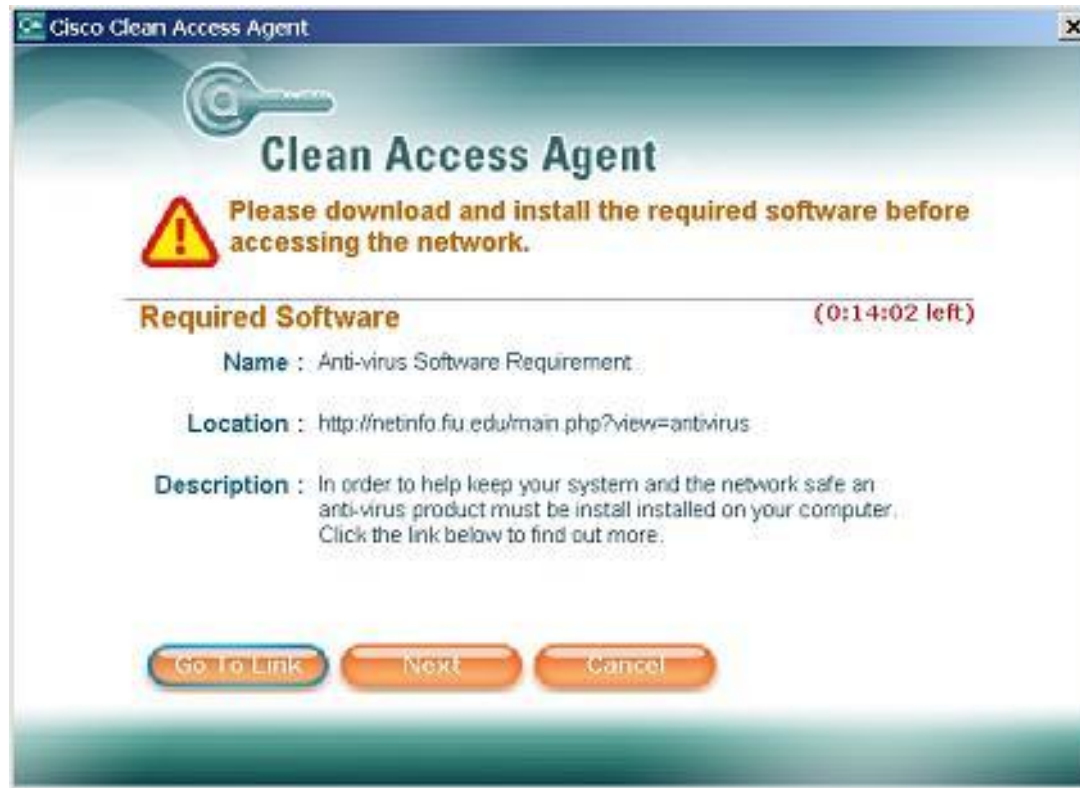 Cisco Clean Access Agent
Clean Access Agent
Please download and install the required software before
accessing the network.
Required Software (0:14:02 left)
Name : Anti-virus Software Requirement
Location : http://netinfo.fiu.edu/main.php?view=antivirus
Description : In order to help keep your system and the network safe an
anti-virus product must be install installed on your computer.
Click the link below to find out more.
Go To Link Next Cancel